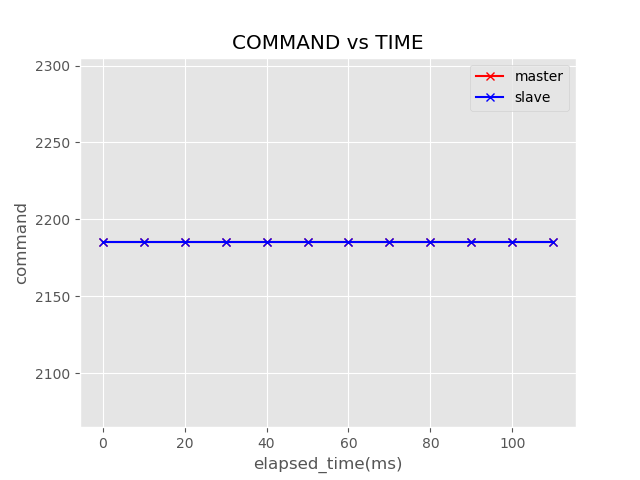 COMMAND vs TIME
master
slave
2300
2250
2200
2150
2100
command
0 20 40 60 80 100
elapsed_time(ms)